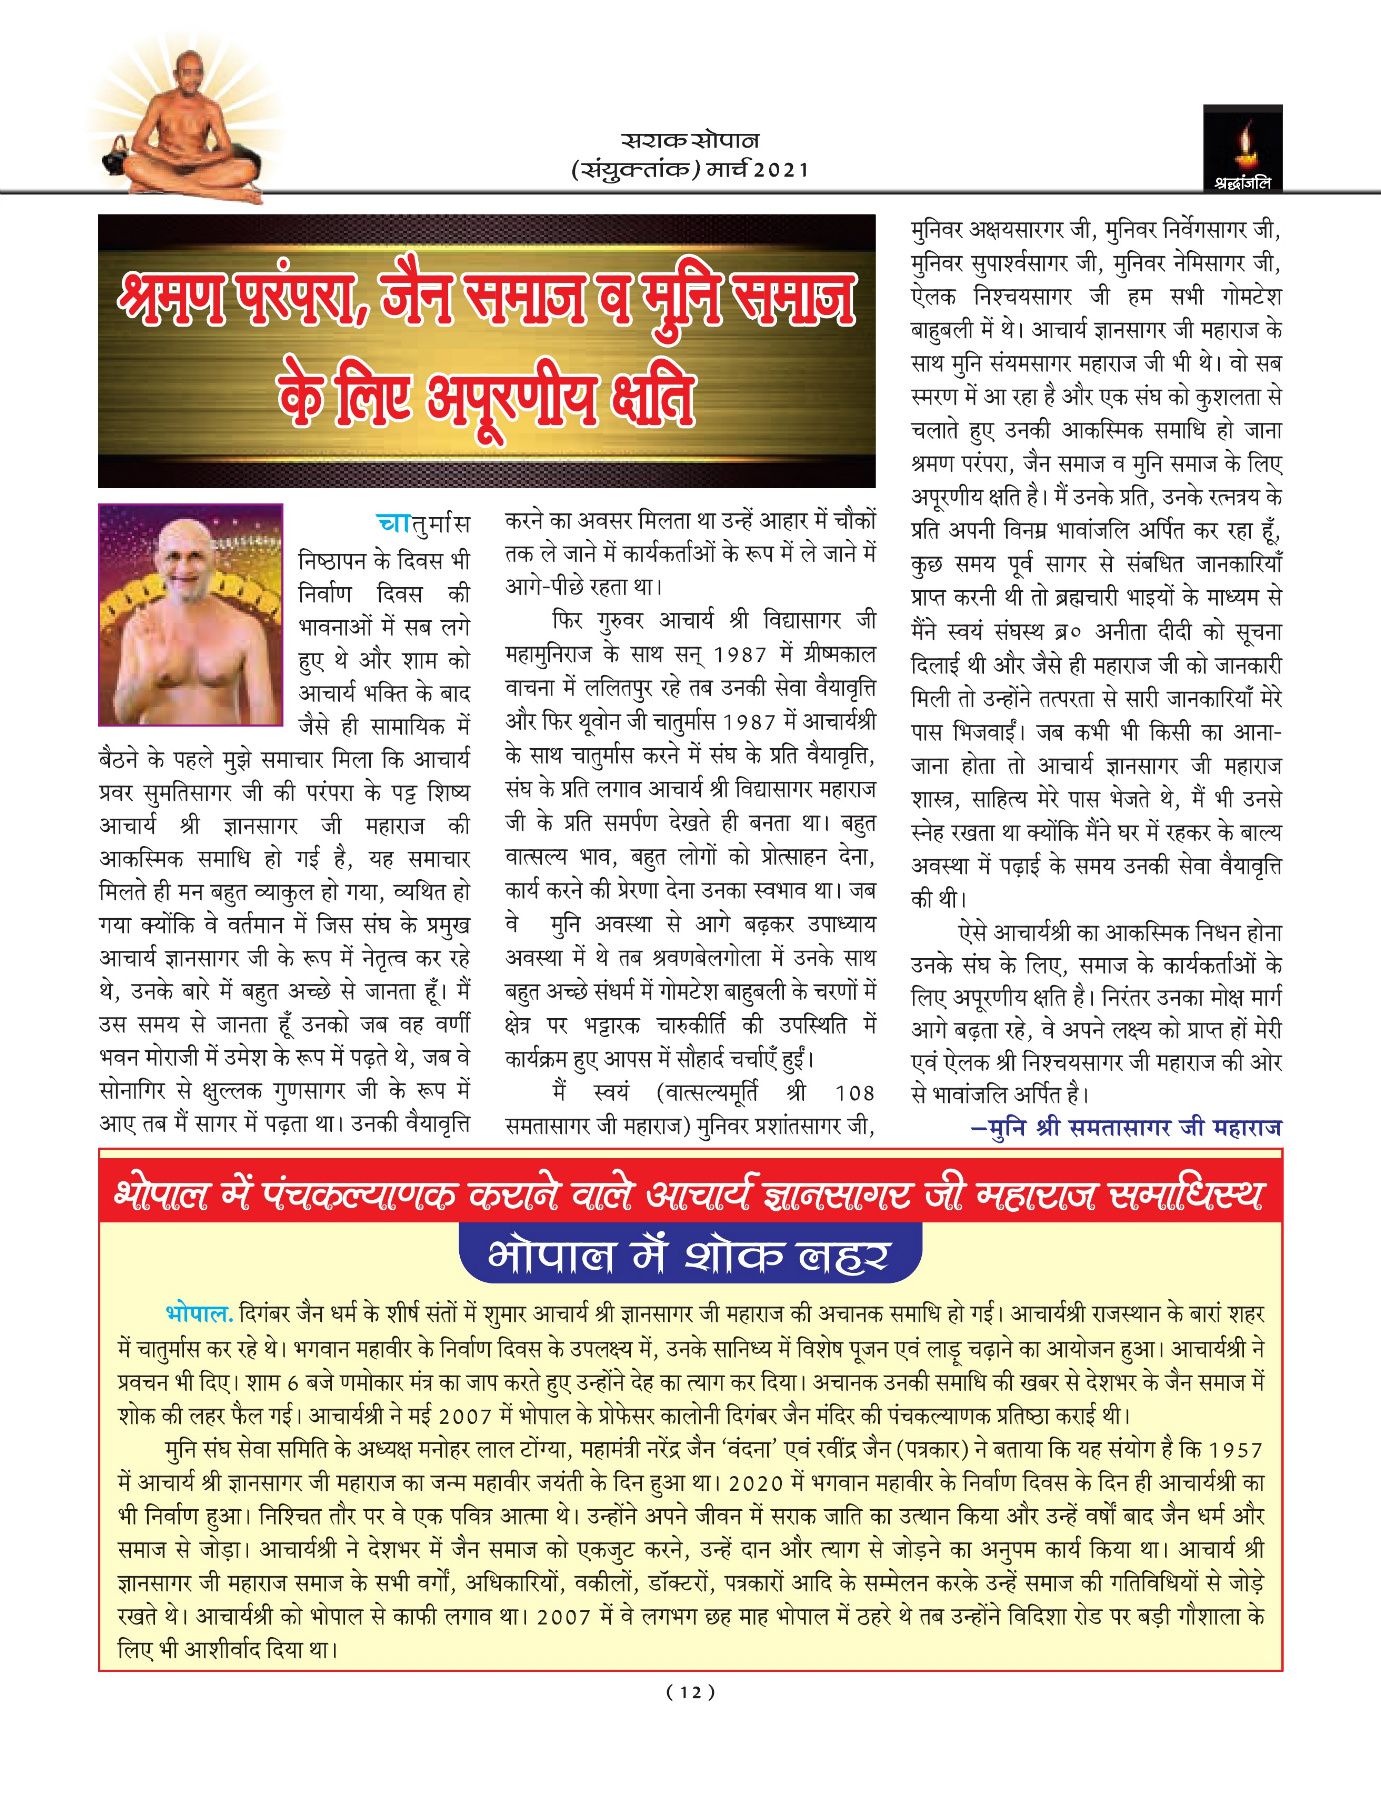 सराक सोपान
(संयुक्तांक) मार्च 2021
श्रद्धांजलि
श्रमण परंपरा, जैन समाज व मुनि समाज
के लिए अपूरणीय क्षति
चातुर्मास
निष्ठापन के दिवस भी
निर्वाण दिवस की
भावनाओं में सब लगे
हुए थे और शाम को
आचार्य भक्ति के बाद
जैसे ही सामायिक में
बैठने के पहले मुझे समाचार मिला कि आचार्य
प्रवर सुमतिसागर जी की परंपरा के पट्ट शिष्य
आचार्य श्री ज्ञानसागर जी महाराज की
आकस्मिक समाधि हो गई है, यह समाचार
मिलते ही मन बहुत व्याकुल हो गया, व्यथित हो
गया क्योंकि वे वर्तमान में जिस संघ के प्रमुख
आचार्य ज्ञानसागर जी के रूप में नेतृत्व कर रहे
थे, उनके बारे में बहुत अच्छे से जानता हूँ। मैं
उस समय से जानता हूँ उनको जब वह वर्णी
भवन मोराजी में उमेश के रूप में पढ़ते थे, जब वे
सोनागिर से क्षुल्लक गुणसागर जी के रूप में
आए तब मैं सागर में पढ़ता था। उनकी वैयावृत्ति
करने का अवसर मिलता था उन्हें आहार में चौकों
तक ले जाने में कार्यकर्ताओं के रूप में ले जाने में
आगे-पीछे रहता था।
फिर गुरुवर आचार्य श्री विद्यासागर जी
महामुनिराज के साथ सन् 1987 में ग्रीष्मकाल
वाचना में ललितपुर रहे तब उनकी सेवा वैयावृत्ति
और फिर थूवोन जी चातुर्मास 1987 में आचार्यश्री
के साथ चातुर्मास करने में संघ के प्रति वैयावृत्ति,
संघ के प्रति लगाव आचार्य श्री विद्यासागर महाराज
जी के प्रति समर्पण देखते ही बनता था। बहुत
वात्सल्य भाव, बहुत लोगों को प्रोत्साहन देना,
कार्य करने की प्रेरणा देना उनका स्वभाव था। जब
वे मुनि अवस्था से आगे बढ़कर उपाध्याय
अवस्था में थे तब श्रवणबेलगोला में उनके साथ
बहुत अच्छे संधर्म में गोमटेश बाहुबली के चरणों में
क्षेत्र पर भट्टारक चारुकीर्ति की उपस्थिति में
कार्यक्रम हुए आपस में सौहार्द चर्चाएँ हुईं।
मैं स्वयं (वात्सल्यमूर्ति श्री 108
समतासागर जी महाराज) मुनिवर प्रशांतसागर जी,
मुनिवर अक्षयसारगर जी, मुनिवर निर्वेगसागर जी,
मुनिवर सुपार्श्वसागर जी, मुनिवर नेमिसागर जी,
ऐलक निश्चयसागर जी हम सभी गोमटेश
बाहुबली में थे। आचार्य ज्ञानसागर जी महाराज के
साथ मुनि संयमसागर महाराज जी भी थे। वो सब
स्मरण में आ रहा है और एक संघ को कुशलता से
चलाते हुए उनकी आकस्मिक समाधि हो जाना
श्रमण परंपरा, जैन समाज व मुनि समाज के लिए
अपूरणीय क्षति है। मैं उनके प्रति, उनके रत्नत्रय के
प्रति अपनी विनम्र भावांजलि अर्पित कर रहा हूँ,
कुछ समय पूर्व सागर से संबधित जानकारियाँ
प्राप्त करनी थी तो ब्रह्मचारी भाइयों के माध्यम से
मैंने स्वयं संघस्थ ब्र० अनीता दीदी को सूचना
दिलाई थी और जैसे ही महाराज जी को जानकारी
मिली तो उन्होंने तत्परता से सारी जानकारियाँ मेरे
पास भिजवाईं। जब कभी भी किसी का आना-
जाना होता तो आचार्य ज्ञानसागर जी महाराज
शास्त्र, साहित्य मेरे पास भेजते थे, मैं भी उनसे
स्नेह रखता था क्योंकि मैंने घर में रहकर के बाल्य
अवस्था में पढ़ाई के समय उनकी सेवा वैयावृत्ति
की थी।
ऐसे आचार्यश्री का आकस्मिक निधन होना
उनके संघ के लिए, समाज के कार्यकर्ताओं के
लिए अपूरणीय क्षति है। निरंतर उनका मोक्ष मार्ग
आगे बढ़ता रहे, वे अपने लक्ष्य को प्राप्त हों मेरी
एवं ऐलक श्री निश्चयसागर जी महाराज की ओर
से भावांजलि अर्पित है।
–मुनि श्री समतासागर जी महाराज
भोपाल में पंचकल्याणक कराने वाले आचार्य ज्ञानसागर जी महाराज समाधिस्थ
भोपाल में शोक लहर
भोपाल. दिगंबर जैन धर्म के शीर्ष संतों में शुमार आचार्य श्री ज्ञानसागर जी महाराज की अचानक समाधि हो गई। आचार्यश्री राजस्थान के बारां शहर
में चातुर्मास कर रहे थे। भगवान महावीर के निर्वाण दिवस के उपलक्ष्य में, उनके सानिध्य में विशेष पूजन एवं लाड़ू चढ़ाने का आयोजन हुआ। आचार्यश्री ने
प्रवचन भी दिए। शाम 6 बजे णमोकार मंत्र का जाप करते हुए उन्होंने देह का त्याग कर दिया। अचानक उनकी समाधि की खबर से देशभर के जैन समाज में
शोक की लहर फैल गई। आचार्यश्री ने मई 2007 में भोपाल के प्रोफेसर कालोनी दिगंबर जैन मंदिर की पंचकल्याणक प्रतिष्ठा कराई थी।
मुनि संघ सेवा समिति के अध्यक्ष मनोहर लाल टोंग्या, महामंत्री नरेंद्र जैन ‘वंदना’ एवं रवींद्र जैन (पत्रकार) ने बताया कि यह संयोग है कि 1957
में आचार्य श्री ज्ञानसागर जी महाराज का जन्म महावीर जयंती के दिन हुआ था। 2020 में भगवान महावीर के निर्वाण दिवस के दिन ही आचार्यश्री का
भी निर्वाण हुआ। निश्चित तौर पर वे एक पवित्र आत्मा थे। उन्होंने अपने जीवन में सराक जाति का उत्थान किया और उन्हें वर्षों बाद जैन धर्म और
समाज से जोड़ा। आचार्यश्री ने देशभर में जैन समाज को एकजुट करने, उन्हें दान और त्याग से जोड़ने का अनुपम कार्य किया था। आचार्य श्री
ज्ञानसागर जी महाराज समाज के सभी वर्गों, अधिकारियों, वकीलों, डॉक्टरों, पत्रकारों आदि के सम्मेलन करके उन्हें समाज की गतिविधियों से जोड़े
रखते थे। आचार्यश्री को भोपाल से काफी लगाव था। 2007 में वे लगभग छह माह भोपाल में ठहरे थे तब उन्होंने विदिशा रोड पर बड़ी गौशाला के
लिए भी आशीर्वाद दिया था।
( 12 )